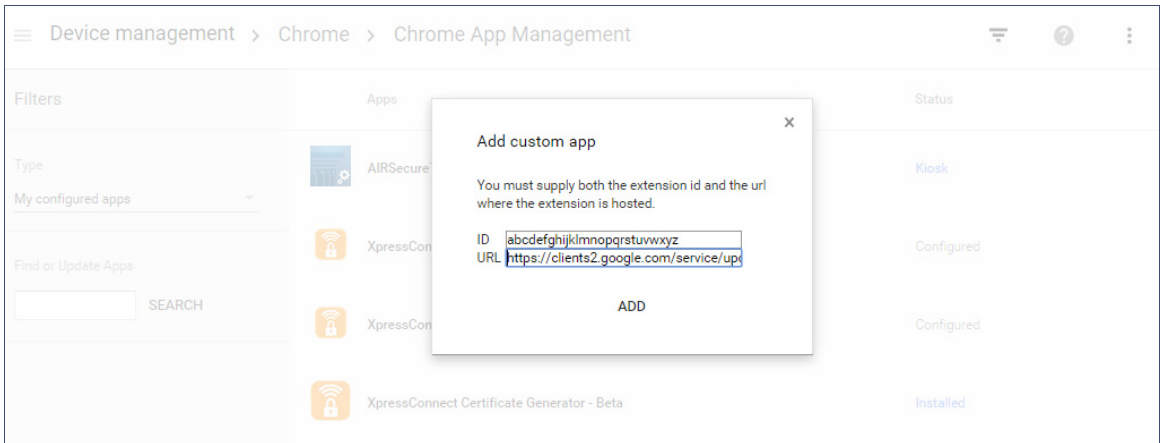 Device management > Chrome > Chrome App Management
Filters
Apps
Status
Type
My configured apps
Find or Update Apps
SEARCH
AIRSecure
Kiosk
XpressCon
Configured
XpressCon
Configured
XpressConnect Certificate Generator - Beta
Installed
Add custom app
×
You must supply both the extension id and the url
where the extension is hosted.
ID abcdefghijklmnopqrstuvwxyz
URL https://clients2.google.com/service/upd
ADD